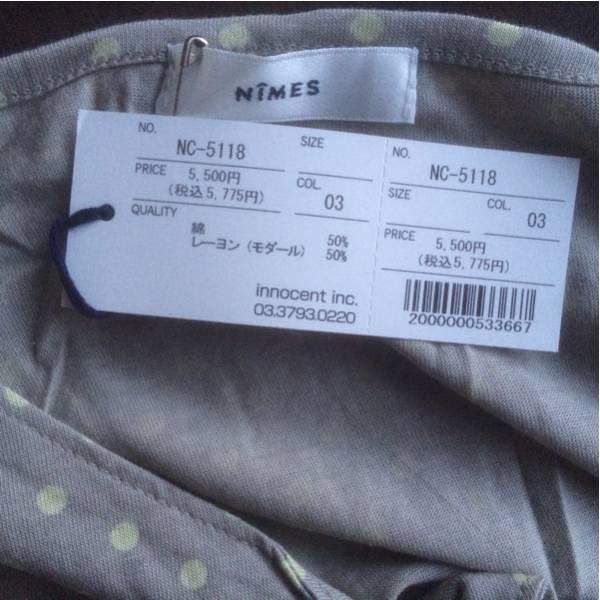 NÎMES
NO. NC-5118 SIZE
PRICE 5,500円
(税込5,775円) COL. 03
QUALITY
綿 50%
レーヨン (モダール) 50%
innocent inc.
03.3793.0220
NO. NC-5118
SIZE COL. 03
PRICE 5,500円
(税込5,775円)
2000000533667